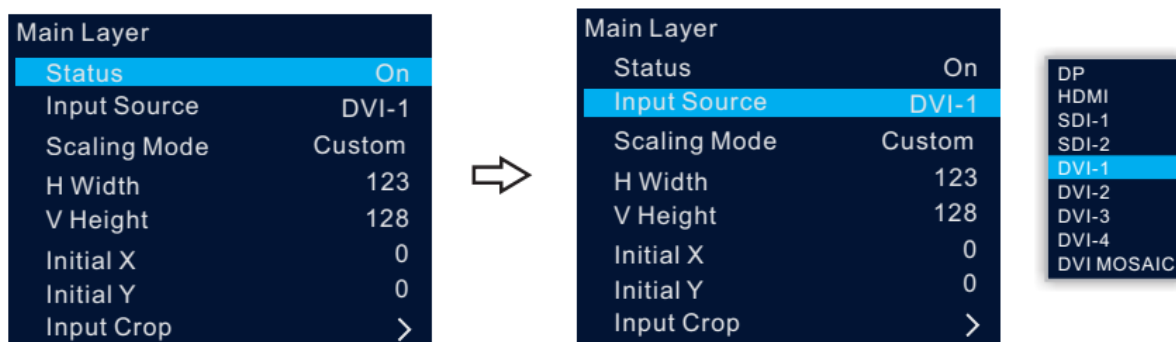 Main Layer
Status On
Input Source DVI-1
Scaling Mode Custom
H Width 123
V Height 128
Initial X 0
Initial Y 0
Input Crop >
Main Layer
Status On
Input Source DVI-1
Scaling Mode Custom
H Width 123
V Height 128
Initial X 0
Initial Y 0
Input Crop >
DP
HDMI
SDI-1
SDI-2
DVI-1
DVI-2
DVI-3
DVI-4
DVI MOSAIC